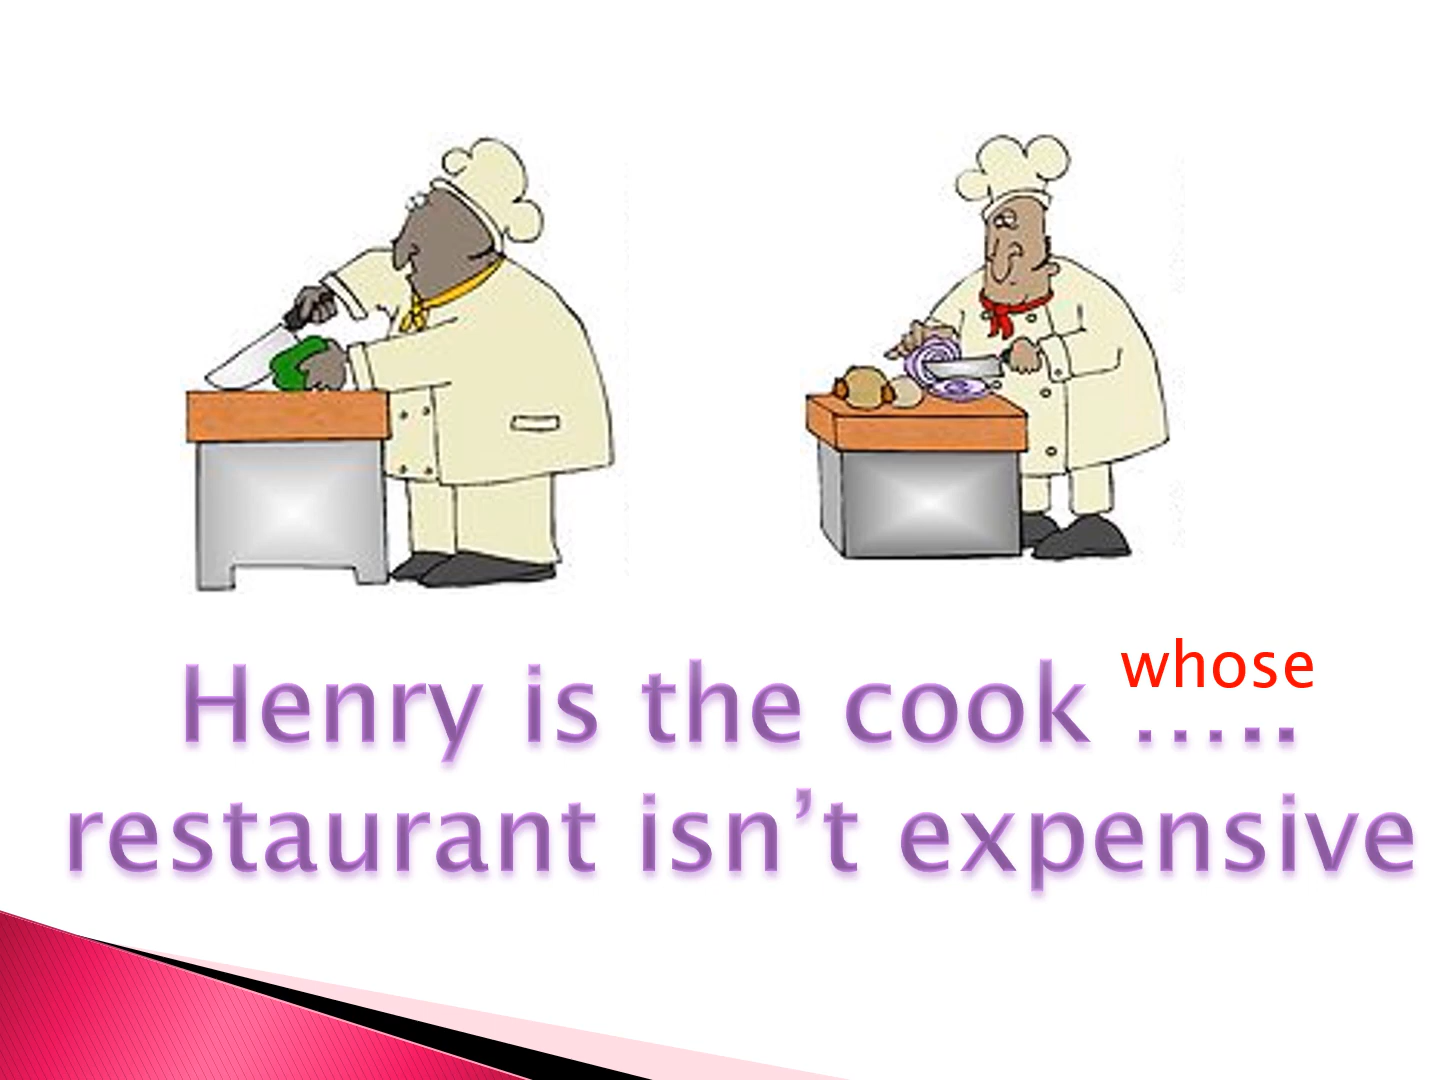 Henry is the cook whose …..
restaurant isn’t expensive